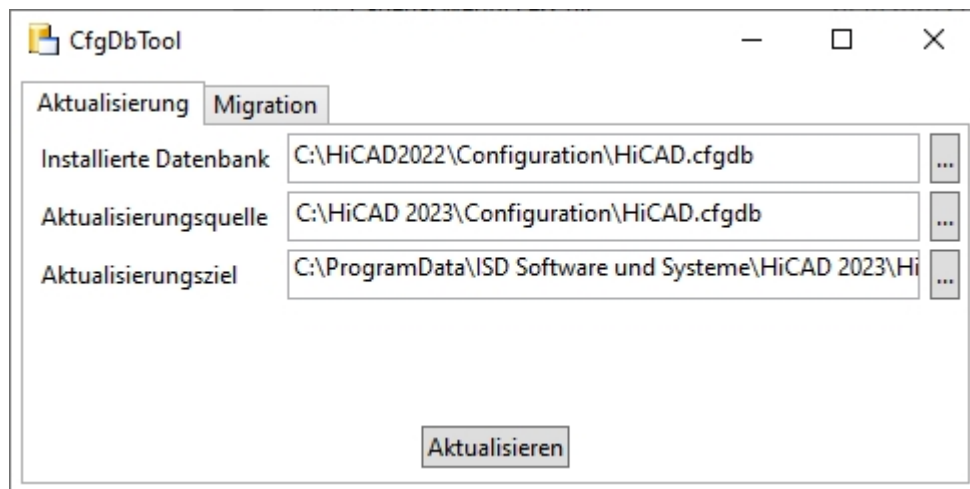 CfgDbTool
Aktualisierung Migration
Installierte Datenbank C:\HiCAD2022\Configuration\HiCAD.cfgdb ...
Aktualisierungsquelle C:\HiCAD 2023\Configuration\HiCAD.cfgdb ...
Aktualisierungsziel C:\ProgramData\ISD Software und Systeme\HiCAD 2023\Hi ...
Aktualisieren